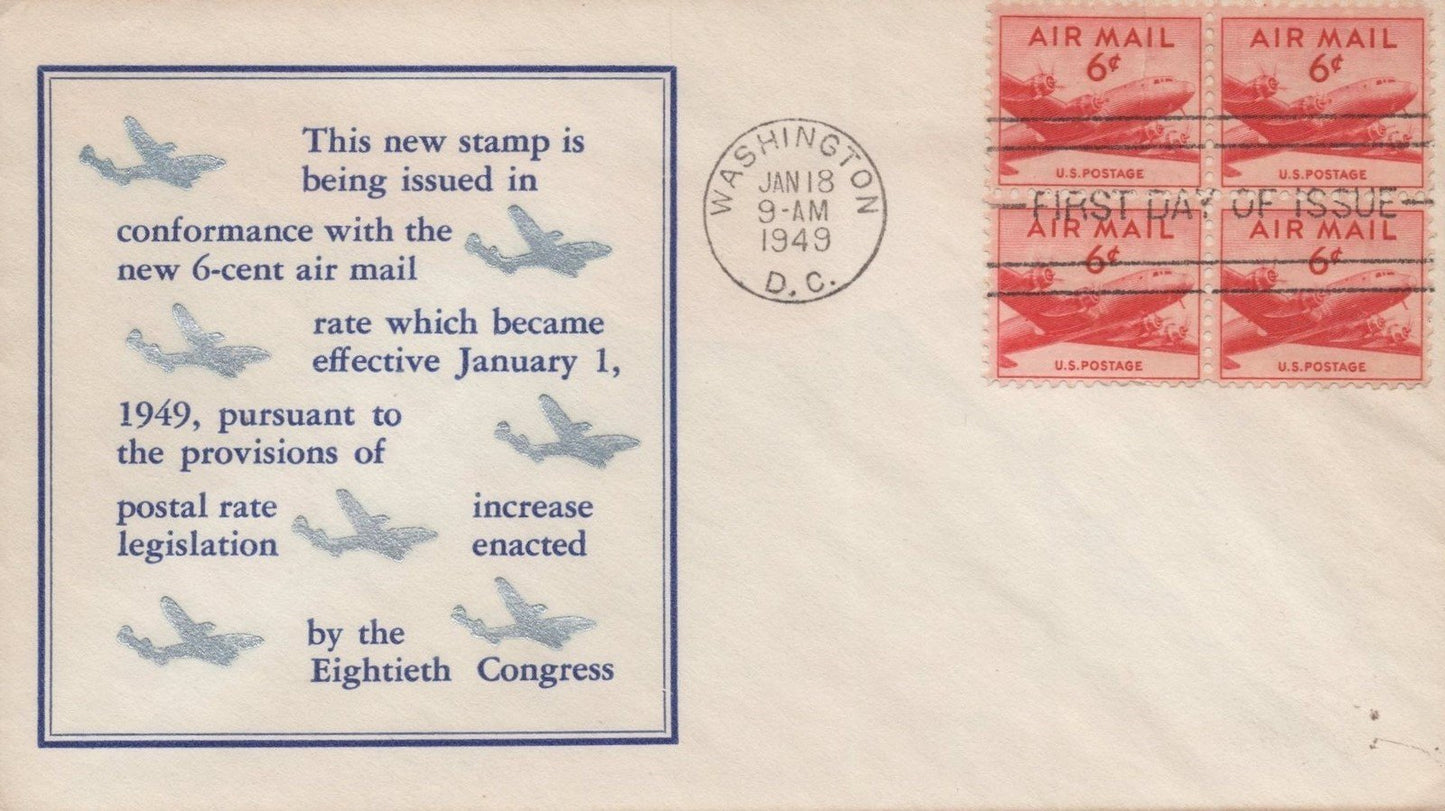 This new stamp is
being issued in
conformance with the
new 6-cent air mail
rate which became
effective January 1,
1949, pursuant to
the provisions of
postal rate increase
legislation enacted
by the
Eightieth Congress
WASHINGTON
JAN 18
9-AM
1949
D.C.
AIR MAIL AIR MAIL
6¢ 6¢
U.S. POSTAGE U.S. POSTAGE
FIRST DAY OF ISSUE
AIR MAIL AIR MAIL
6¢ 6¢
U.S. POSTAGE U.S. POSTAGE